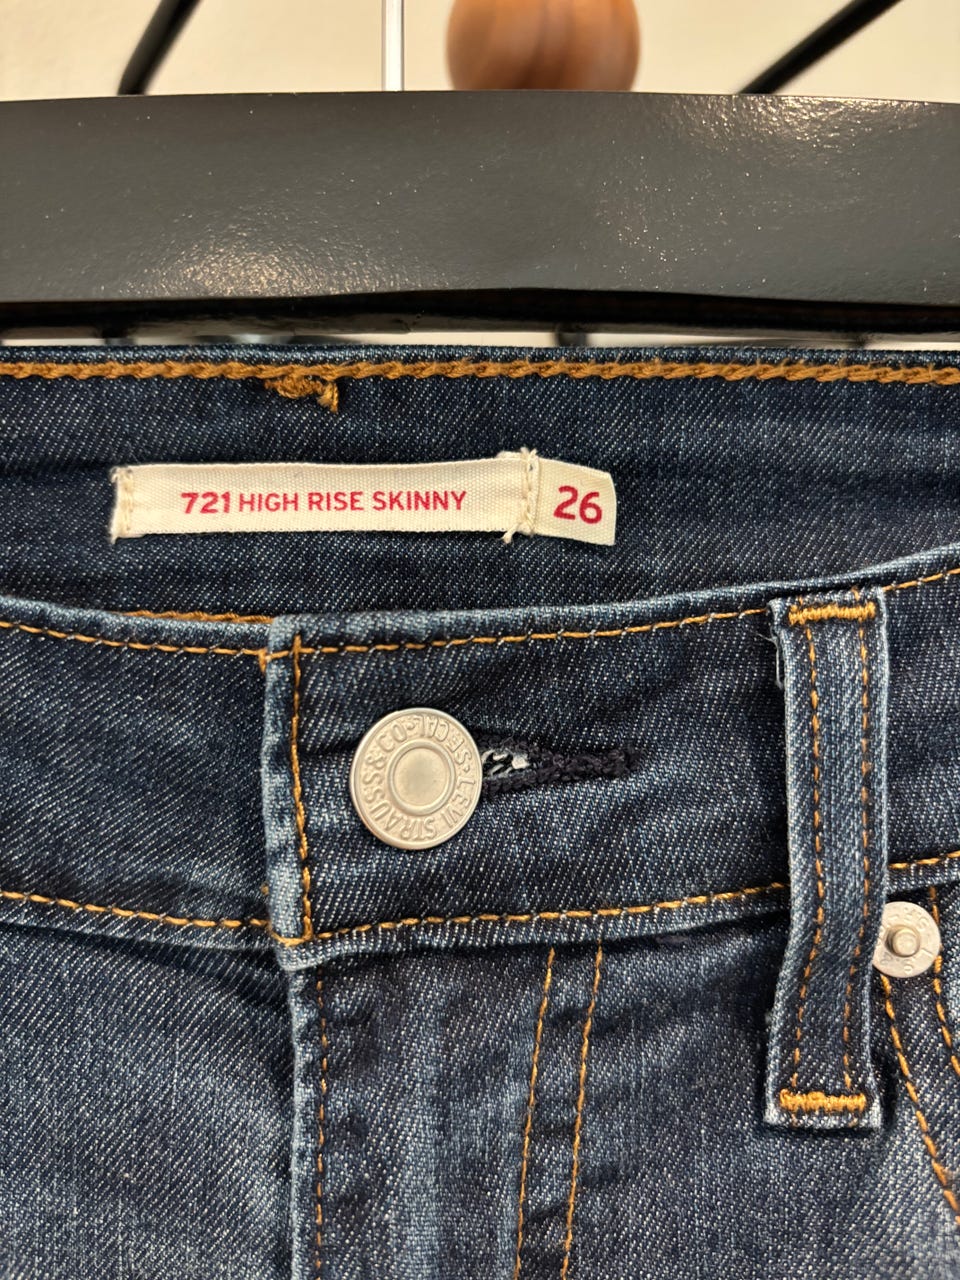 721 HIGH RISE SKINNY 26
LEVI STRAUSS & CO. S.F. CAL.